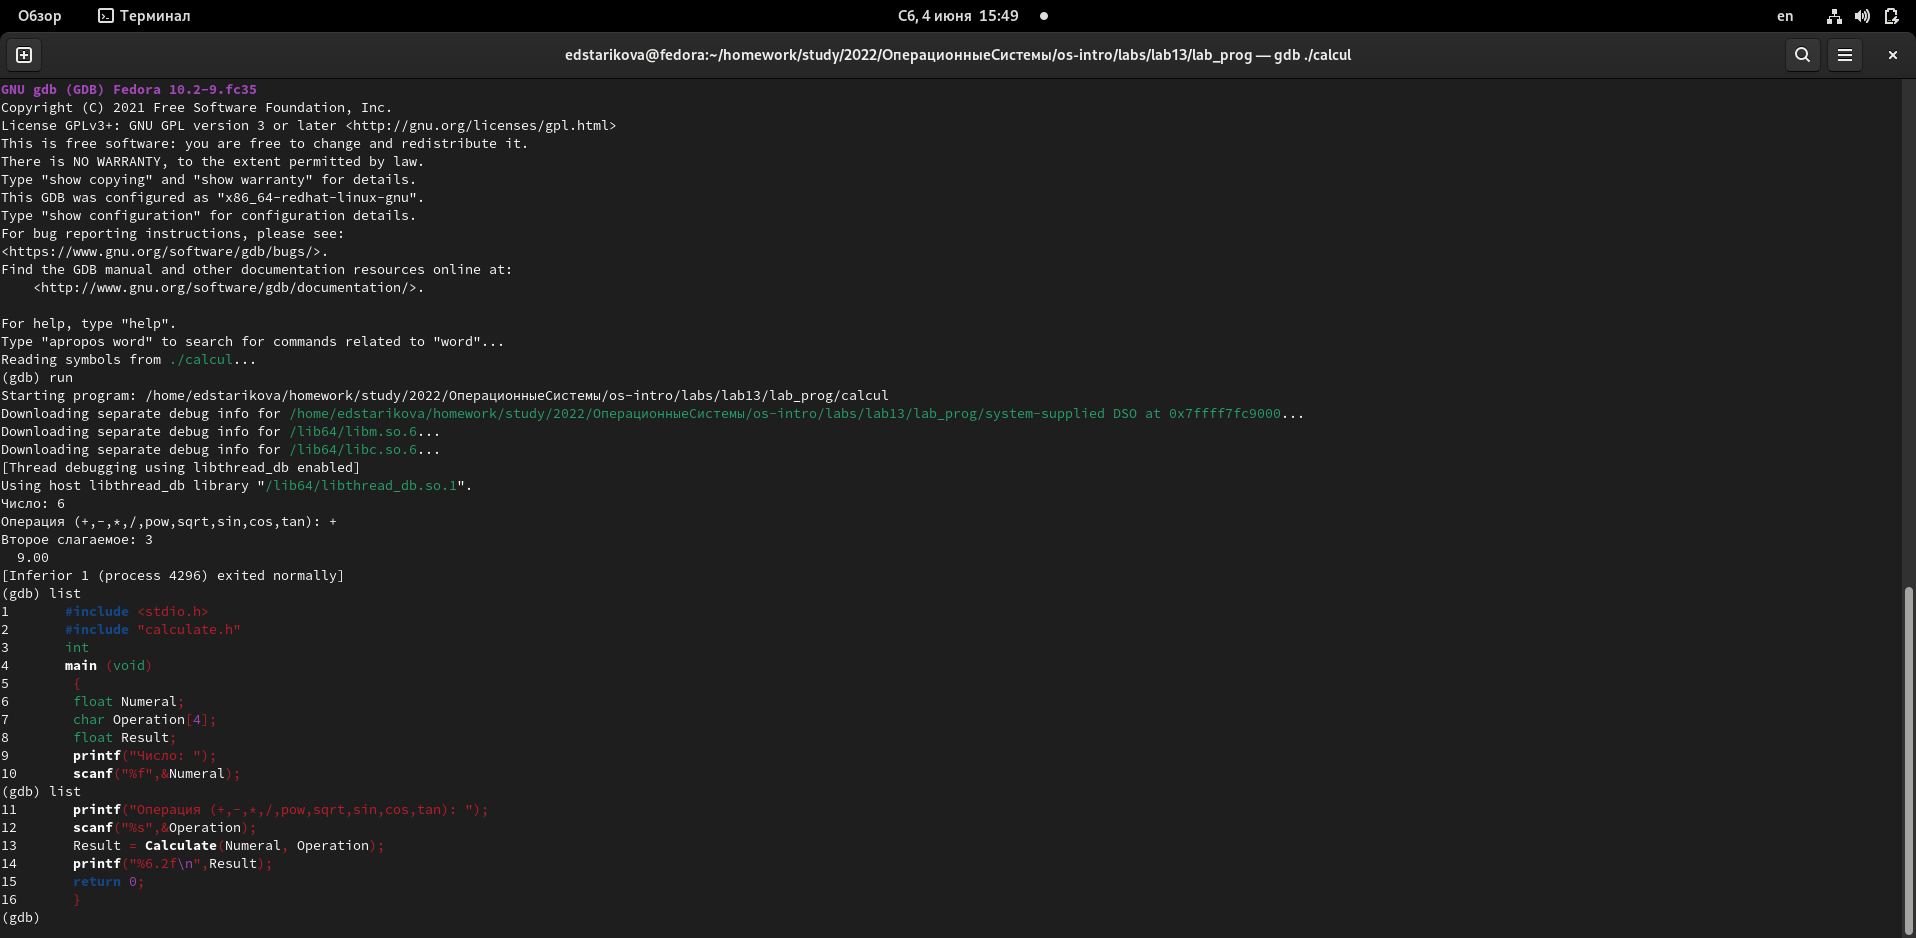 Обзор Терминал Сб, 4 июня 15:49 en
edstarikova@fedora:~/homework/study/2022/ОперационныеСистемы/os-intro/labs/lab13/lab_prog — gdb ./calcul
GNU gdb (GDB) Fedora 10.2-9.fc35
Copyright (C) 2021 Free Software Foundation, Inc.
License GPLv3+: GNU GPL version 3 or later <http://gnu.org/licenses/gpl.html>
This is free software: you are free to change and redistribute it.
There is NO WARRANTY, to the extent permitted by law.
Type "show copying" and "show warranty" for details.
This GDB was configured as "x86_64-redhat-linux-gnu".
Type "show configuration" for configuration details.
For bug reporting instructions, please see:
<https://www.gnu.org/software/gdb/bugs/>.
Find the GDB manual and other documentation resources online at:
    <http://www.gnu.org/software/gdb/documentation/>.

For help, type "help".
Type "apropos word" to search for commands related to "word"...
Reading symbols from ./calcul...
(gdb) run
Starting program: /home/edstarikova/homework/study/2022/ОперационныеСистемы/os-intro/labs/lab13/lab_prog/calcul
Downloading separate debug info for /home/edstarikova/homework/study/2022/ОперационныеСистемы/os-intro/labs/lab13/lab_prog/system-supplied DSO at 0x7ffff7fc9000...
Downloading separate debug info for /lib64/libm.so.6...
Downloading separate debug info for /lib64/libc.so.6...
[Thread debugging using libthread_db enabled]
Using host libthread_db library "/lib64/libthread_db.so.1".
Число: 6
Операция (+,-,*,/,pow,sqrt,sin,cos,tan): +
Второе слагаемое: 3
  9.00
[Inferior 1 (process 4296) exited normally]
(gdb) list
1       #include <stdio.h>
2       #include "calculate.h"
3       int
4       main (void)
5        {
6        float Numeral;
7        char Operation[4];
8        float Result;
9        printf("Число: ");
10       scanf("%f",&Numeral);
(gdb) list
11       printf("Операция (+,-,*,/,pow,sqrt,sin,cos,tan): ");
12       scanf("%s",&Operation);
13       Result = Calculate(Numeral, Operation);
14       printf("%6.2f\n",Result);
15       return 0;
16       }
(gdb)